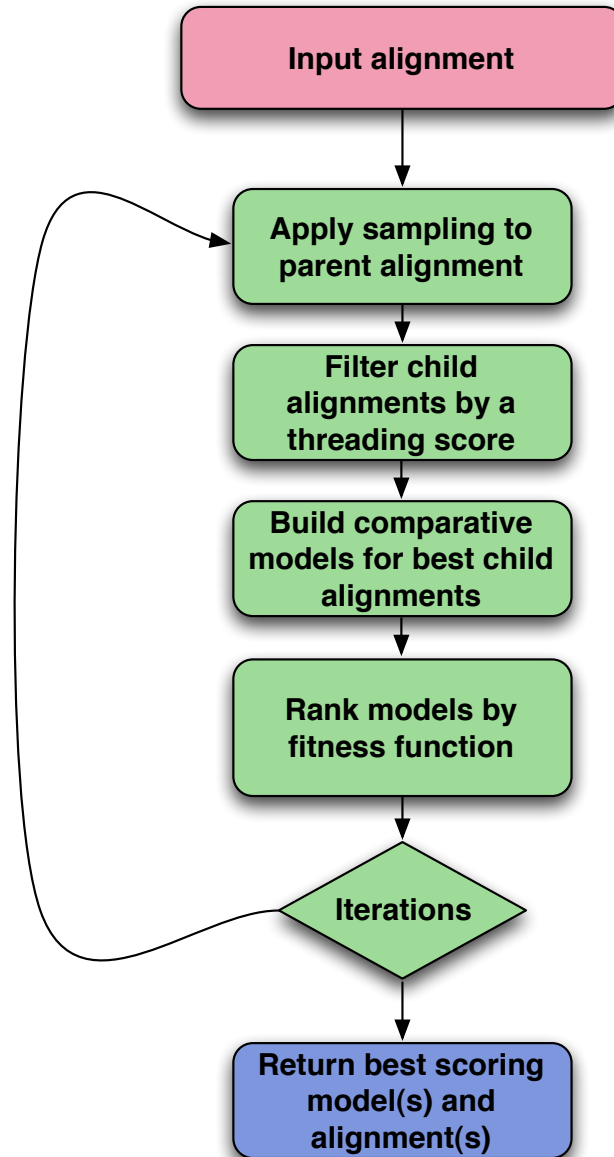 Input alignment
Apply sampling to
parent alignment
Filter child
alignments by a
threading score
Build comparative
models for best child
alignments
Rank models by
fitness function
Iterations
Return best scoring
model(s) and
alignment(s)